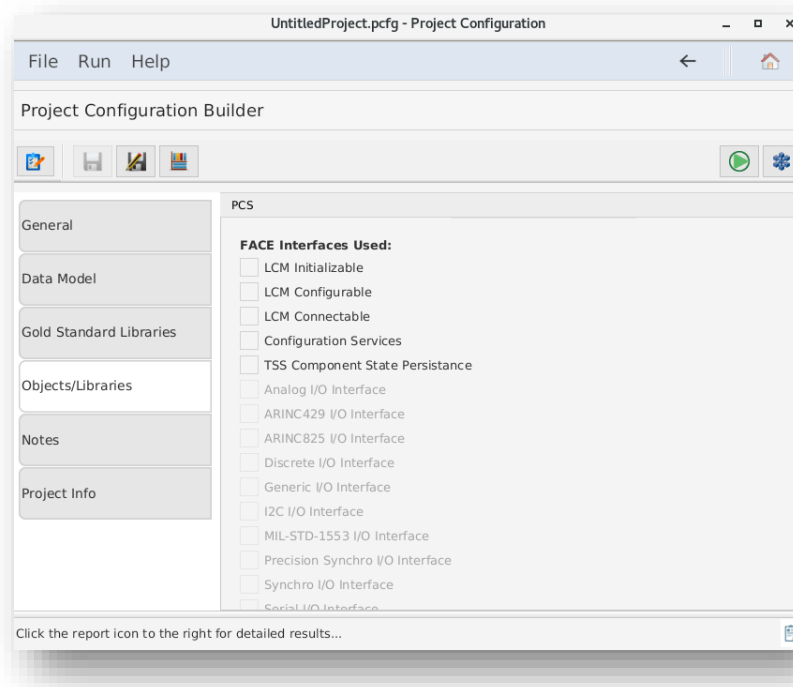 UntitledProject.pcfg - Project Configuration
File Run Help
Project Configuration Builder
PCS
General
Data Model
Gold Standard Libraries
Objects/Libraries
Notes
Project Info
FACE Interfaces Used:
LCM Initializable
LCM Configurable
LCM Connectable
Configuration Services
TSS Component State Persistance
Analog I/O Interface
ARINC429 I/O Interface
ARINC825 I/O Interface
Discrete I/O Interface
Generic I/O Interface
I2C I/O Interface
MIL-STD-1553 I/O Interface
Precision Synchro I/O Interface
Synchro I/O Interface
Serial I/O Interface
Click the report icon to the right for detailed results...